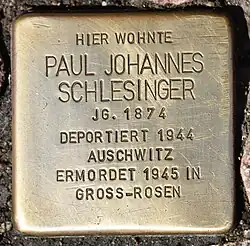 HIER WOHNTE
PAUL JOHANNES
SCHLESINGER
JG. 1874
DEPORTIERT 1944
AUSCHWITZ
ERMORDET 1945 IN
GROSS-ROSEN